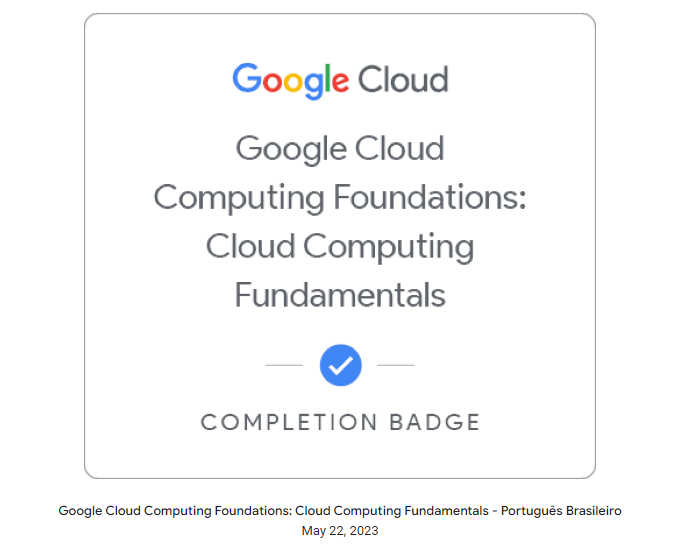 Google Cloud
Google Cloud
Computing Foundations:
Cloud Computing
Fundamentals
COMPLETION BADGE
Google Cloud Computing Foundations: Cloud Computing Fundamentals - Português Brasileiro
May 22, 2023